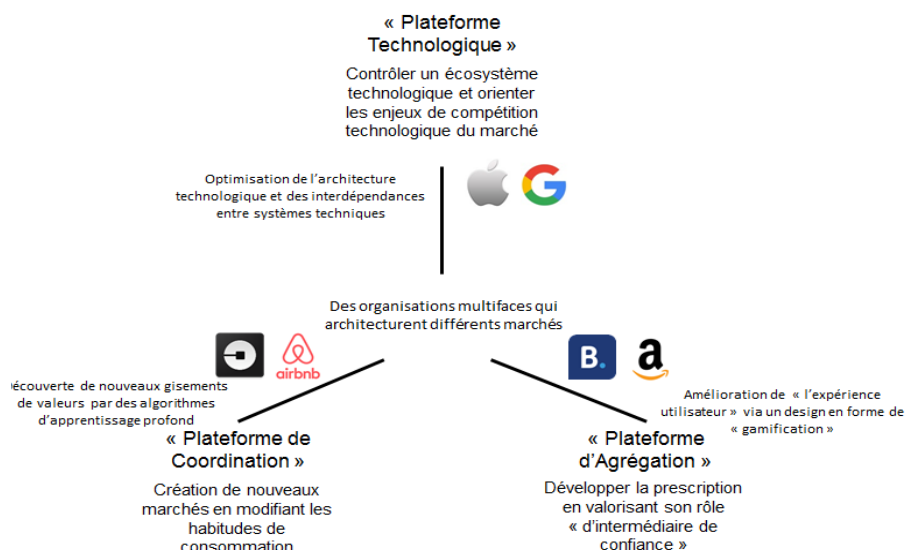 « Plateforme
Technologique »
Contrôler un écosystème
technologique et orienter
les enjeux de compétition
technologique du marché
Optimisation de l'architecture
technologique et des interdépendances
entre systèmes techniques
Des organisations multifaces qui
architecturent différents marchés
airbnb
B.
a
écouverte de nouveaux gisements
de valeurs par des algorithmes
d'apprentissage profond
Amélioration de « l'expérience
utilisateur » via un design en forme de
« gamification »
« Plateforme de
Coordination »
Création de nouveaux
marchés en modifiant les
habitudes de
consommation
« Plateforme
d'Agrégation »
Développer la prescription
en valorisant son rôle
« d'intermédiaire de
confiance »